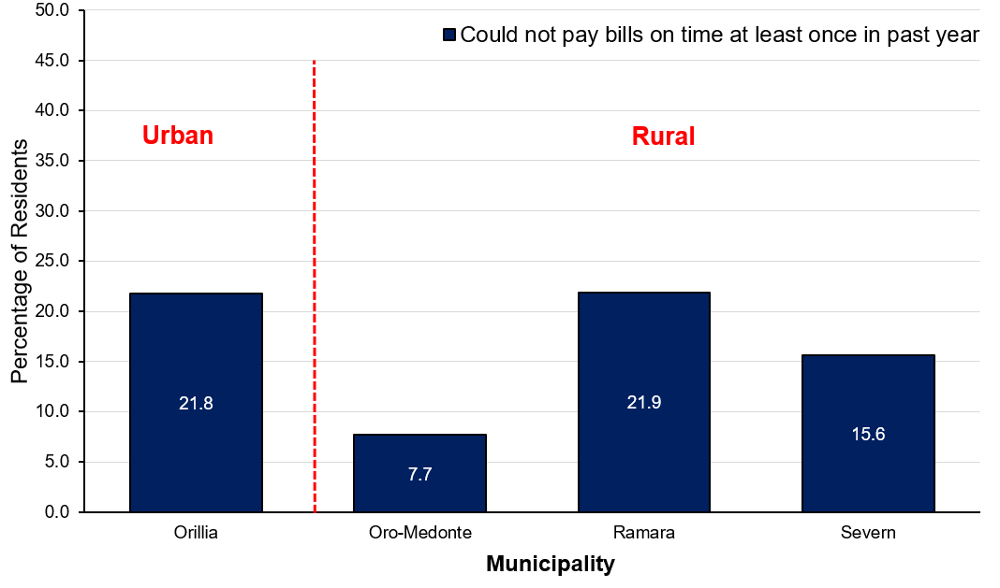 Could not pay bills on time at least once in past year
Percentage of Residents
50.0
45.0
40.0
35.0
30.0
25.0
20.0
15.0
10.0
5.0
0.0
Urban
Rural
21.8
7.7
21.9
15.6
Orillia
Oro-Medonte
Ramara
Severn
Municipality